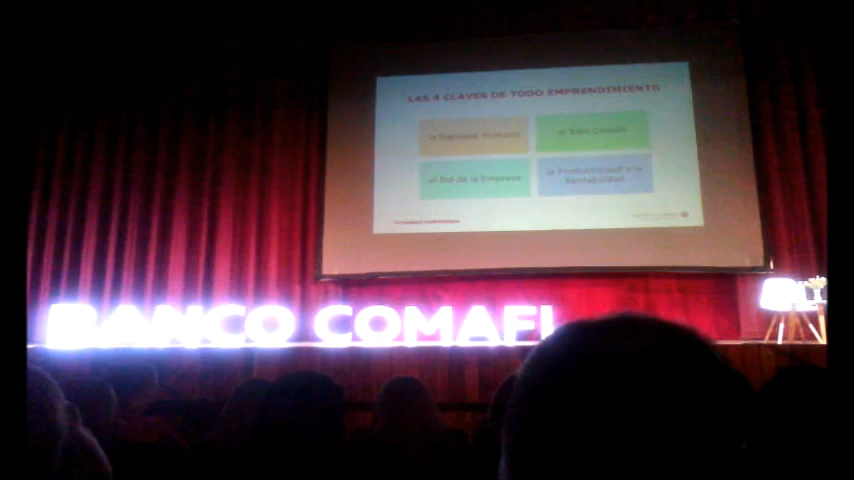 LAS 4 CLAVES DE TODO EMPRENDIMIENTO
la Dignidad Humana
el Bien Común
el Rol de la Empresa
la Productividad y la
Rentabilidad
BANCO COMAFI